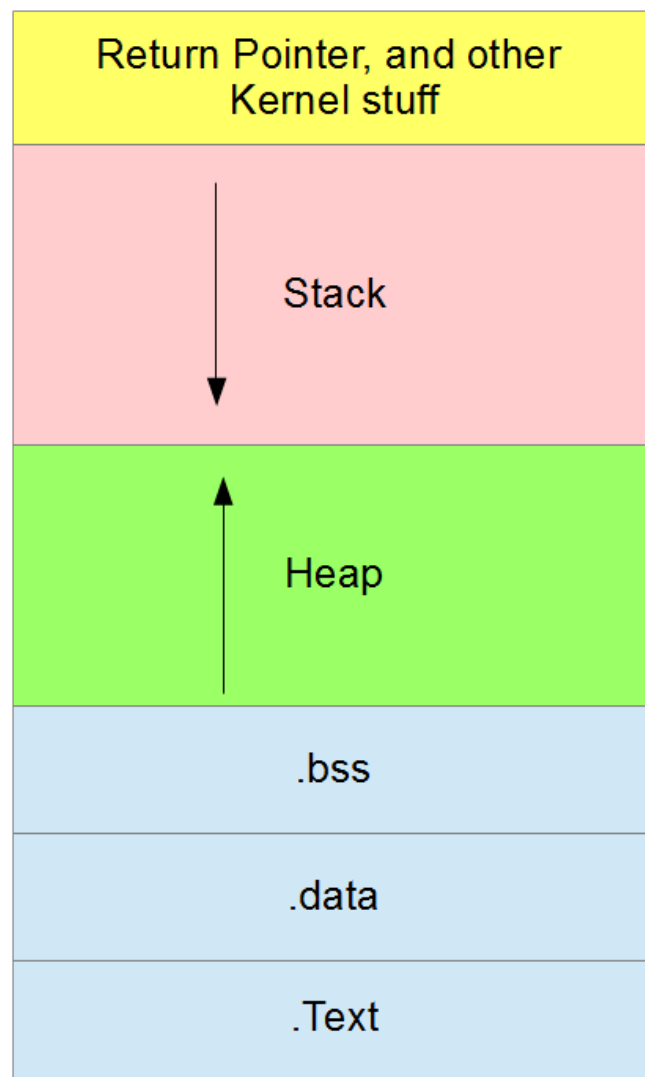 Return Pointer, and other
Kernel stuff
Stack
Heap
.bss
.data
.Text